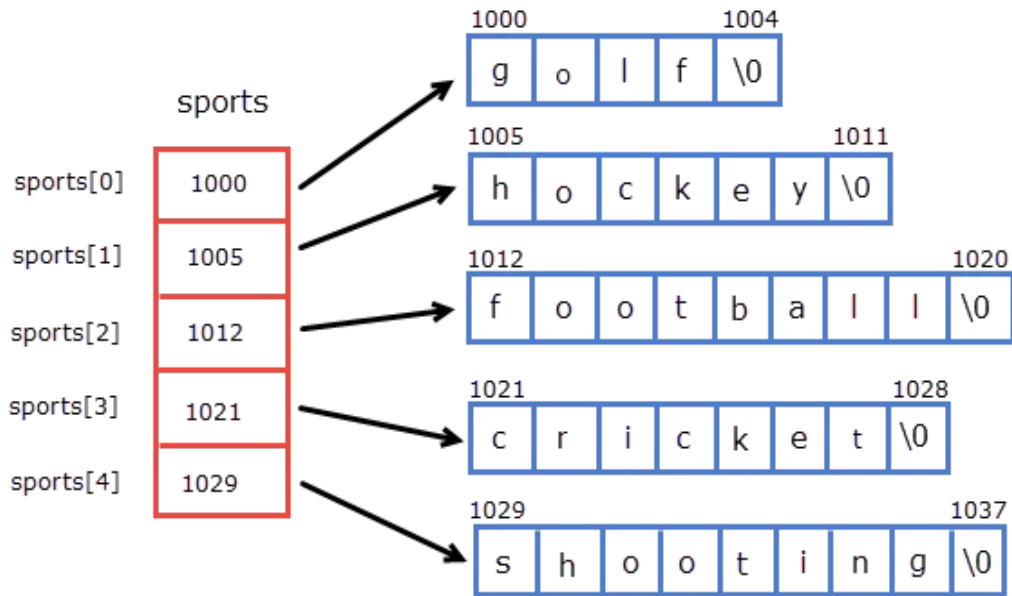 1000 1004
g o l f \0
sports
1005 1011
sports[0] 1000
h o c k e y \0
sports[1] 1005
1012 1020
f o o t b a l l \0
sports[2] 1012
1021 1028
sports[3] 1021
c r i c k e t \0
sports[4] 1029
1029 1037
s h o o t i n g \0